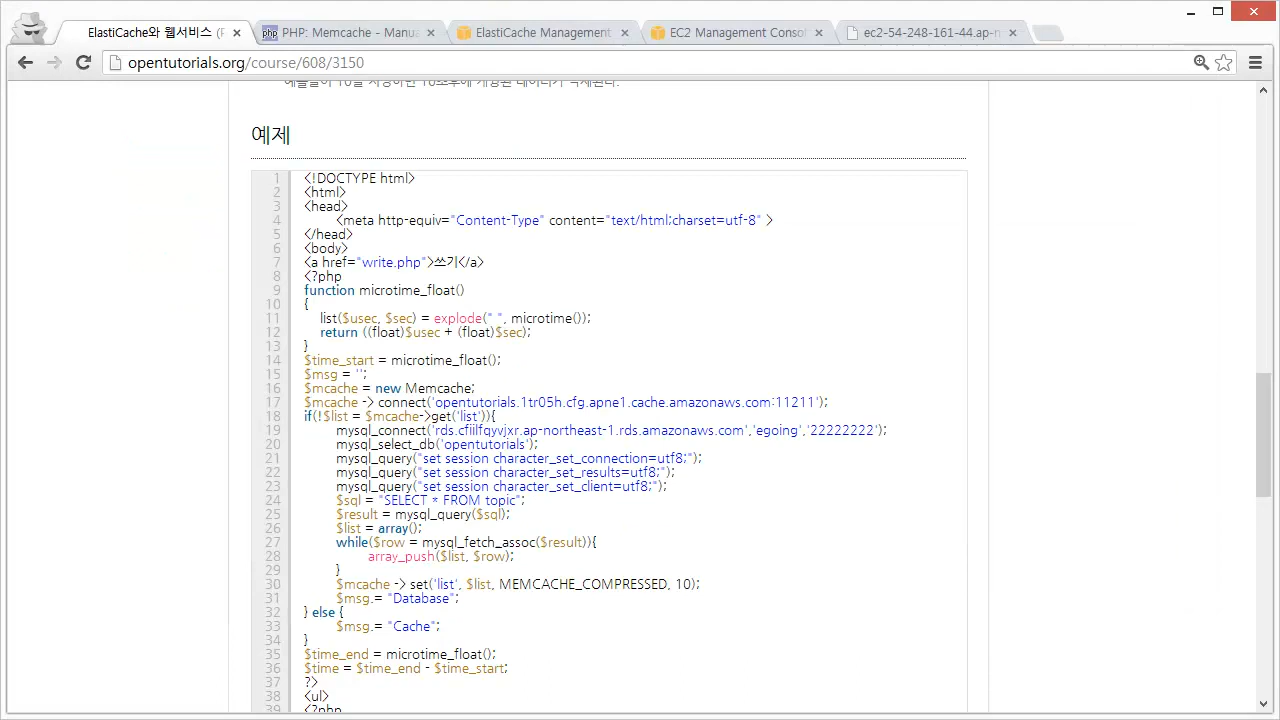 ElastiCache와 웹서비스 (F
PHP: Memcache - Manua
ElastiCache Management
EC2 Management Consol
ec2-54-248-161-44.ap-n
opentutorials.org/course/608/3150
예제
1 <!DOCTYPE html>
2 <html>
3 <head>
4 <meta http-equiv="Content-Type" content="text/html;charset=utf-8" >
5 </head>
6 <body>
7 <a href="write.php">쓰기</a>
8 <?php
9 function microtime_float()
10 {
11 list($usec, $sec) = explode(" ", microtime());
12 return ((float)$usec + (float)$sec);
13 }
14 $time_start = microtime_float();
15 $msg = '';
16 $mcache = new Memcache;
17 $mcache -> connect('opentutorials.1tr05h.cfg.apne1.cache.amazonaws.com:11211');
18 if(!$list = $mcache->get('list')){
19 mysql_connect('rds.cfiilfqyvjxr.ap-northeast-1.rds.amazonaws.com','egoing','22222222');
20 mysql_select_db('opentutorials');
21 mysql_query("set session character_set_connection=utf8;");
22 mysql_query("set session character_set_results=utf8;");
23 mysql_query("set session character_set_client=utf8;");
24 $sql = "SELECT * FROM topic";
25 $result = mysql_query($sql);
26 $list = array();
27 while($row = mysql_fetch_assoc($result)){
28 array_push($list, $row);
29 }
30 $mcache -> set('list', $list, MEMCACHE_COMPRESSED, 10);
31 $msg.= "Database";
32 } else {
33 $msg.= "Cache";
34 }
35 $time_end = microtime_float();
36 $time = $time_end - $time_start;
37 ?>
38 <ul>
39 <?php